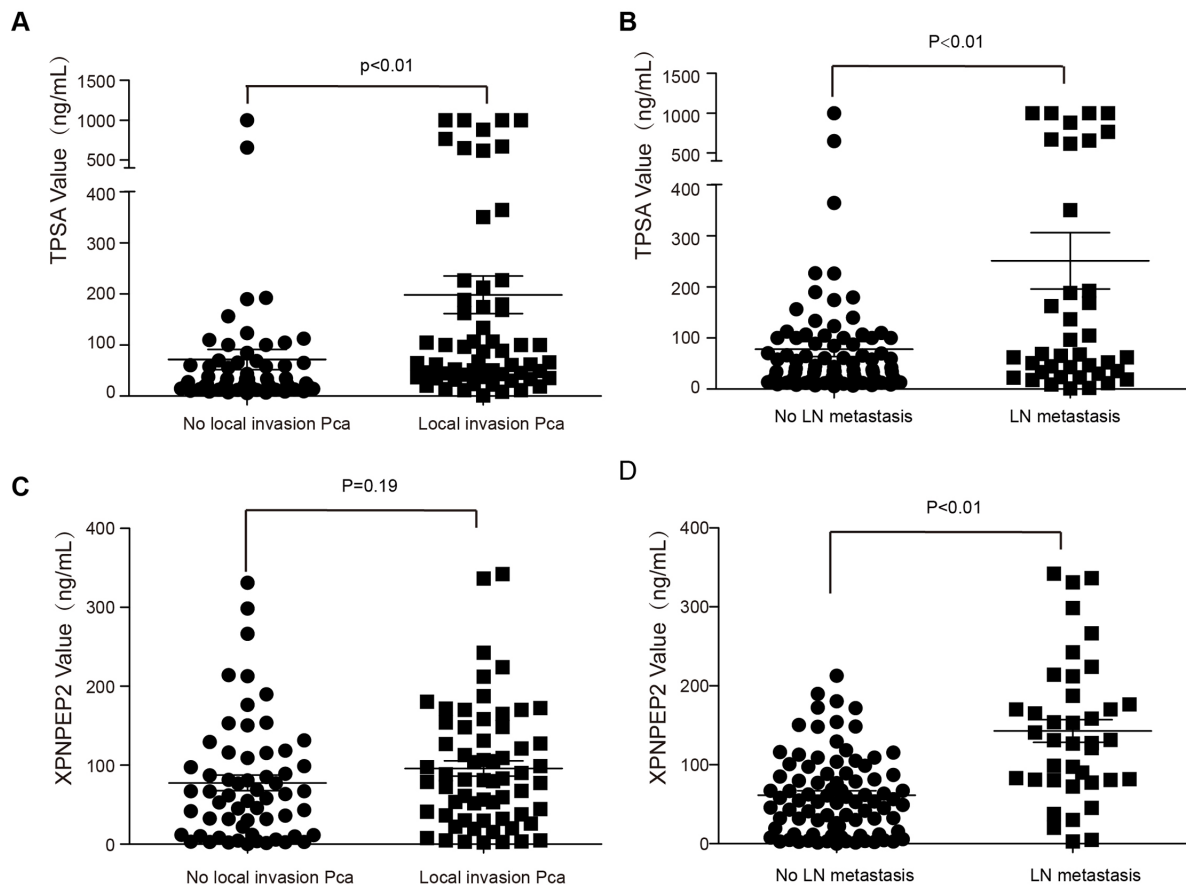 A
p<0.01
TPSA Value（ng/mL）
1500
1000
500
400
300
200
100
0
No local invasion Pca
Local invasion Pca
B
P<0.01
TPSA Value（ng/mL）
1500
1000
500
400
300
200
100
0
No LN metastasis
LN metastasis
C
P=0.19
XPNPEP2 Value（ng/mL）
400
300
200
100
0
No local invasion Pca
Local invasion Pca
D
P<0.01
XPNPEP2 Value（ng/mL）
400
300
200
100
0
No LN metastasis
LN metastasis